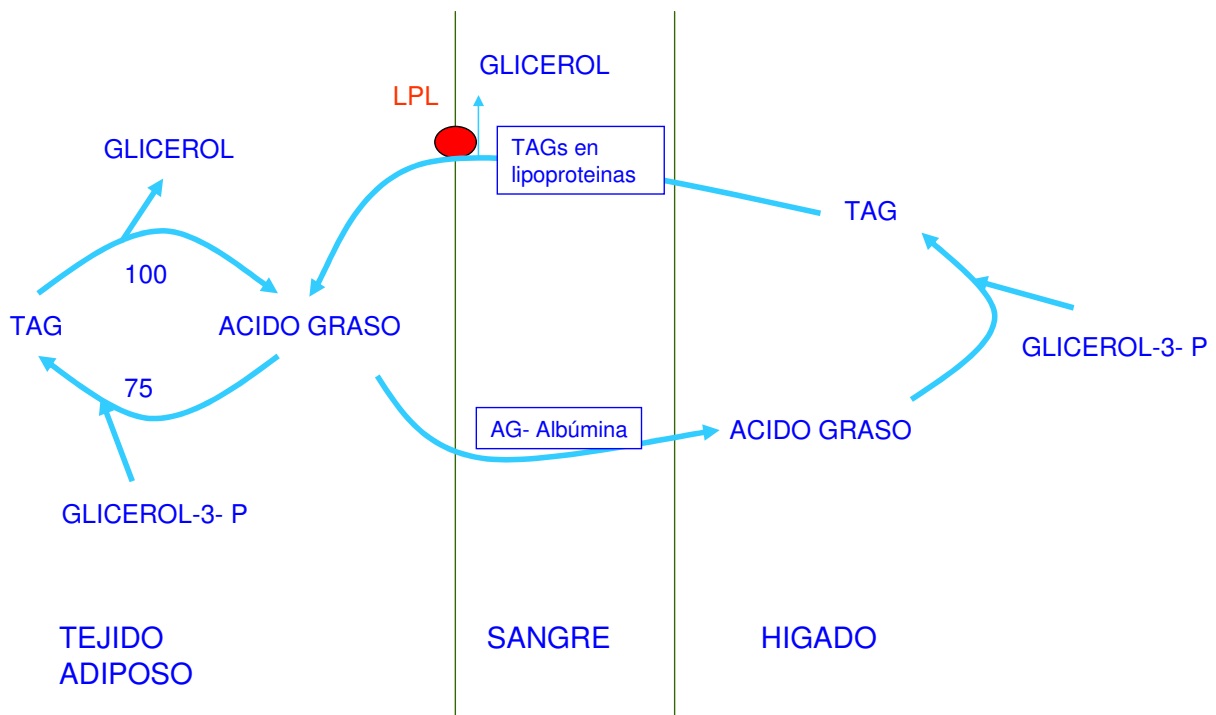 GLICEROL
LPL
TAGs en
lipoproteinas
GLICEROL
TAG
100
TAG
ACIDO GRASO
GLICEROL-3- P
75
AG- Albúmina
ACIDO GRASO
GLICEROL-3- P
TEJIDO
ADIPOSO
SANGRE
HIGADO